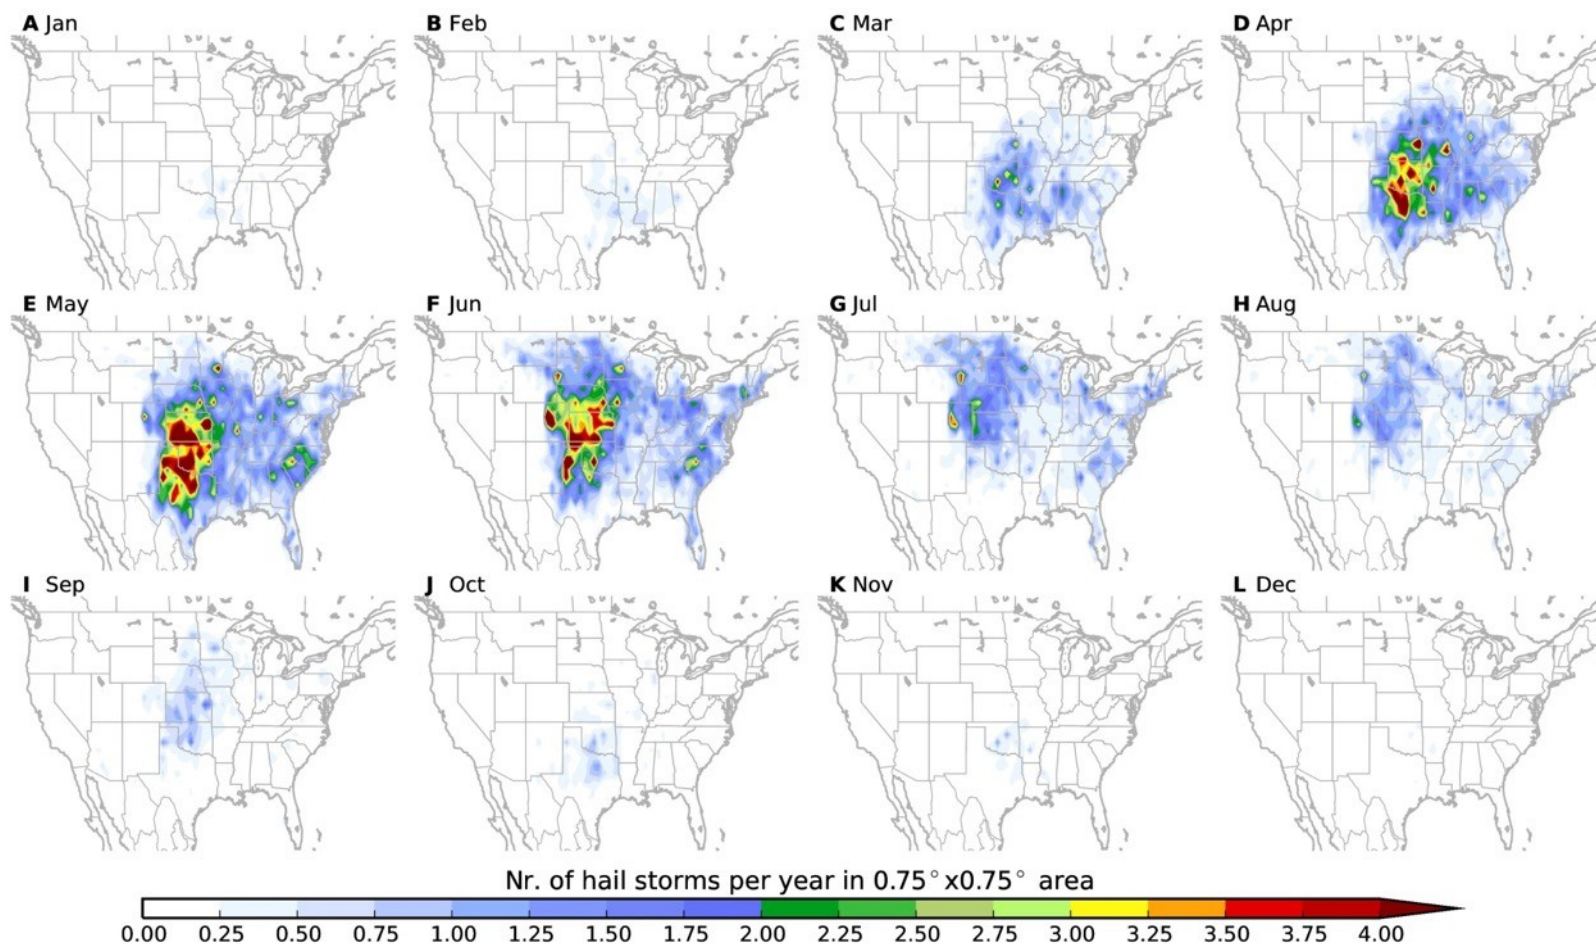 A Jan
B Feb
C Mar
D Apr
E May
F Jun
G Jul
H Aug
I Sep
J Oct
K Nov
L Dec
Nr. of hail storms per year in 0.75°x0.75° area
0.00 0.25 0.50 0.75 1.00 1.25 1.50 1.75 2.00 2.25 2.50 2.75 3.00 3.25 3.50 3.75 4.00